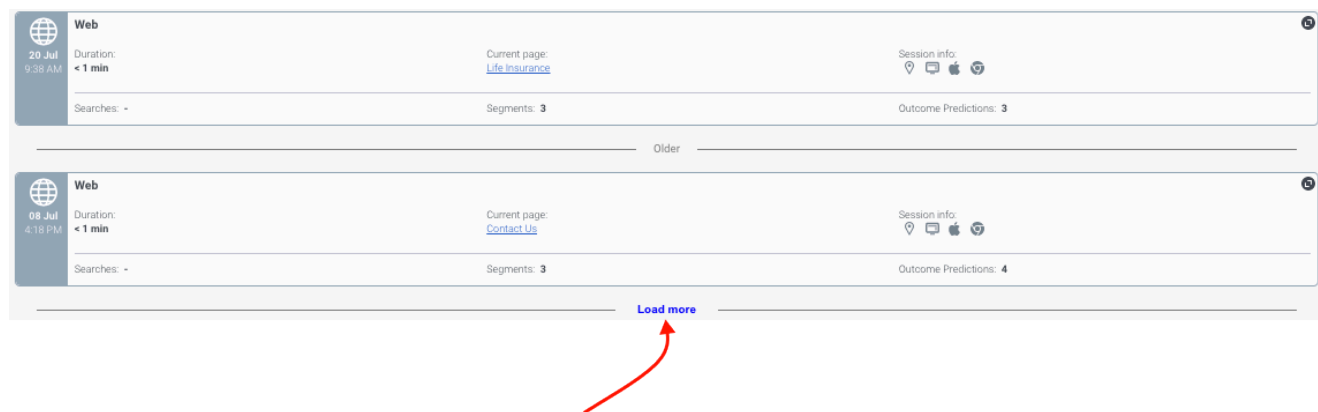 Web
20 Jul
9:38 AM
Duration:
< 1 min
Current page:
Life Insurance
Session info:
Searches: -
Segments: 3
Outcome Predictions: 3
Older
Web
08 Jul
4:18 PM
Duration:
< 1 min
Current page:
Contact Us
Session info:
Searches: -
Segments: 3
Outcome Predictions: 4
Load more